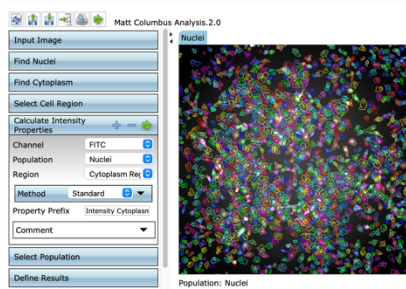 Matt Columbus Analysis.2.0
Input Image
Nuclei
Find Nuclei
Find Cytoplasm
Select Cell Region
Calculate Intensity
Properties
Channel FITC
Population Nuclei
Region Cytoplasm Reg
Method Standard
Property Prefix Intensity Cytoplasn
Comment
Select Population
Define Results
Population: Nuclei